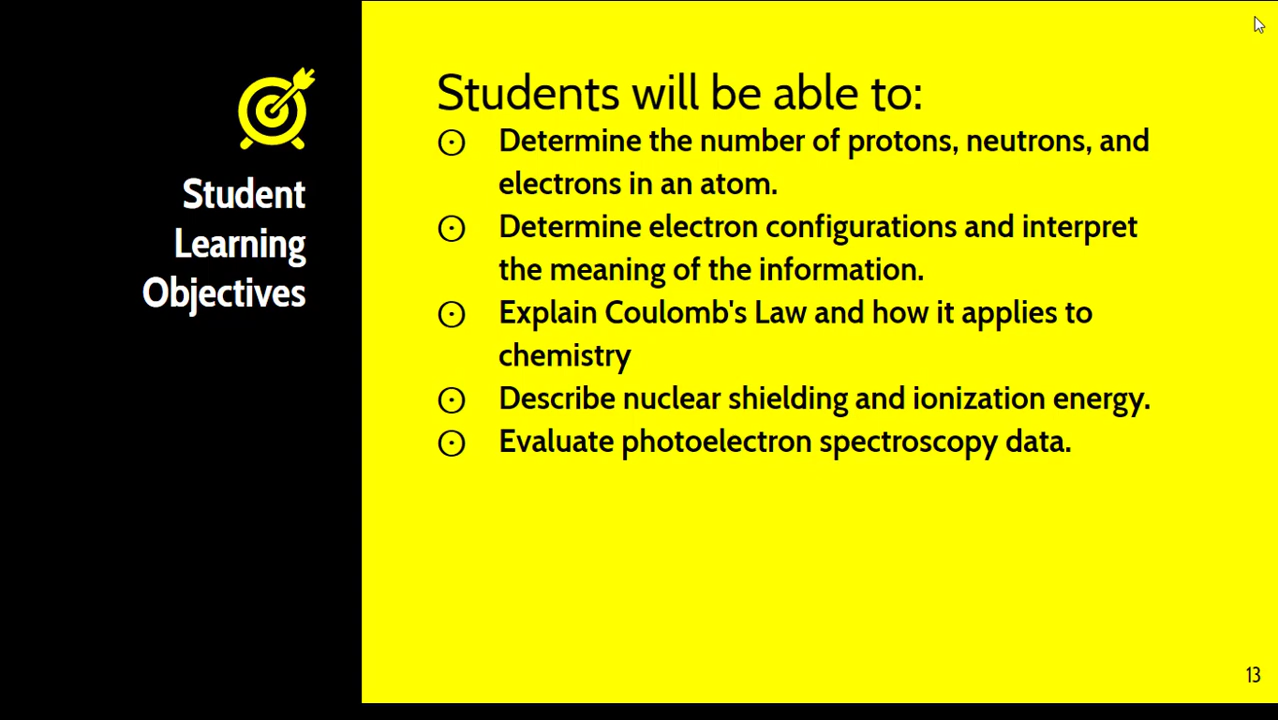 Student
Learning
Objectives
Students will be able to:
Determine the number of protons, neutrons, and
electrons in an atom.
Determine electron configurations and interpret
the meaning of the information.
Explain Coulomb's Law and how it applies to
chemistry
Describe nuclear shielding and ionization energy.
Evaluate photoelectron spectroscopy data.
13